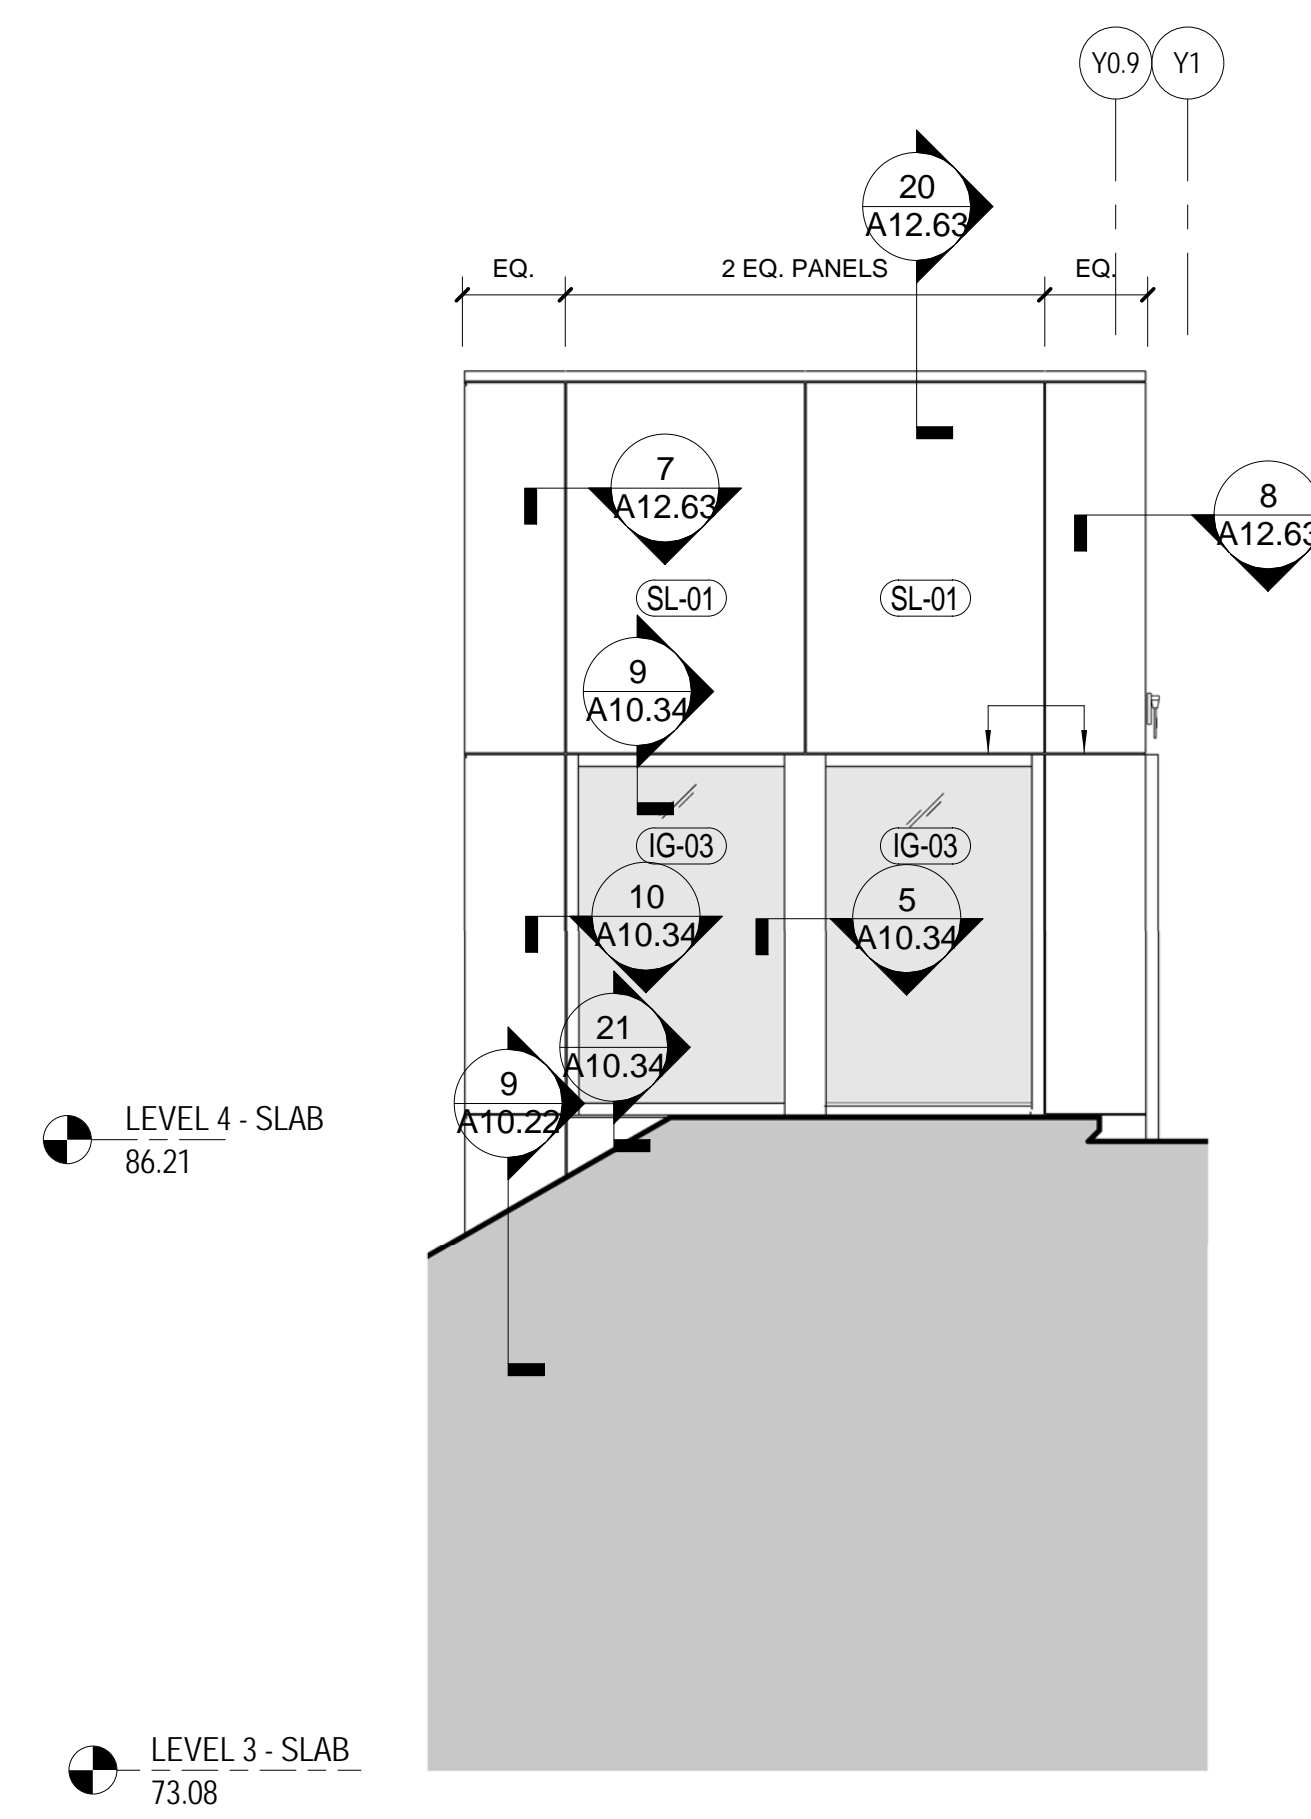 Y0.9 Y1
20
A12.63
EQ. 2 EQ. PANELS EQ.
7
A12.63
8
A12.63
SL-01 SL-01
9
A10.34
IG-03 IG-03
10
A10.34
5
A10.34
21
A10.34
9
A10.22
LEVEL 4 - SLAB
86.21
LEVEL 3 - SLAB
73.08